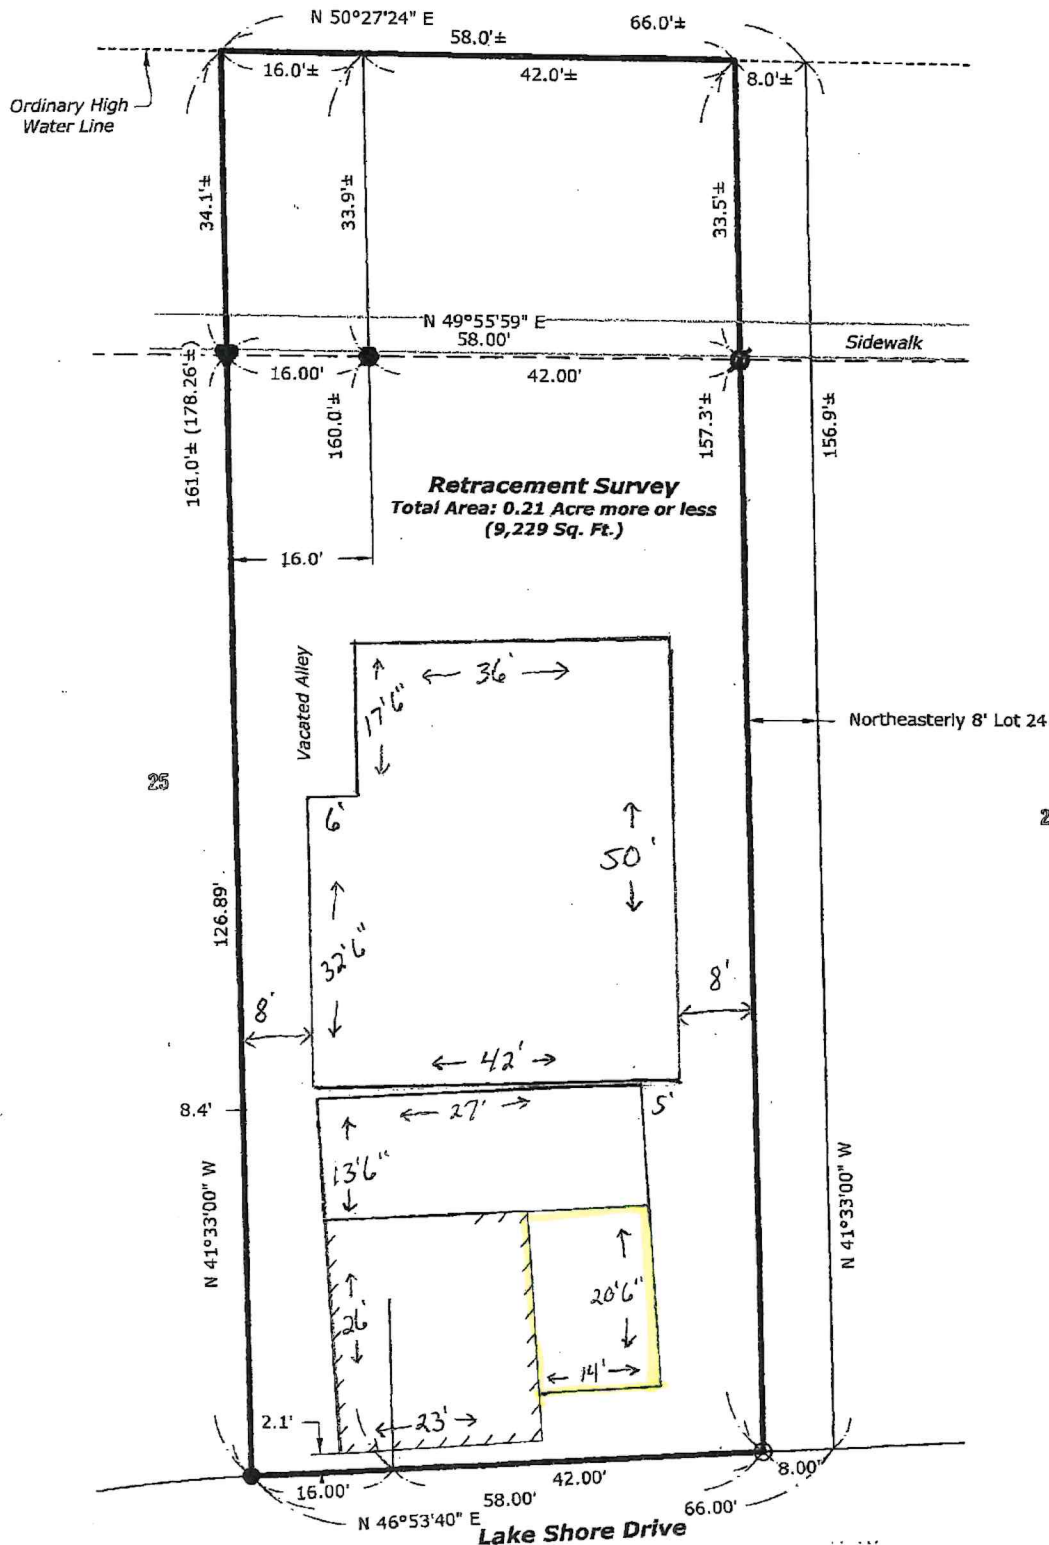 N 50°27'24" E
66.0'±
58.0'±
16.0'±
42.0'±
8.0'±
Ordinary High
Water Line
34.1'±
33.9'±
33.5'±
N 49°55'59" E
58.00'
Sidewalk
16.00'
42.00'
161.0'± (178.26'±)
160.0'±
157.3'±
156.9'±
Retracement Survey
Total Area: 0.21 Acre more or less
(9,229 Sq. Ft.)
16.0'
Vacated Alley
36'
17'6"
Northeasterly 8' Lot 24
25
2
6'
50'
126.89'
32'6"
8'
8'
42'
8.4'
27'
5'
13'6"
N 41°33'00" W
N 41°33'00" W
20'6"
26'
14'
23'
2.1'
16.00'
42.00'
8.00'
58.00'
66.00'
N 46°53'40" E
Lake Shore Drive